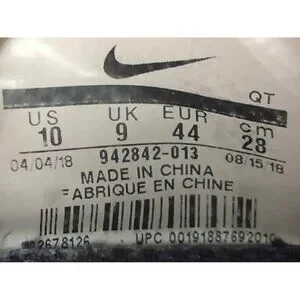 QT
US UK EUR cm
10 9 44 28
04/04/18 942842-013 08/15/18
MADE IN CHINA
FABRIQUE EN CHINE
UPC 00191887692010